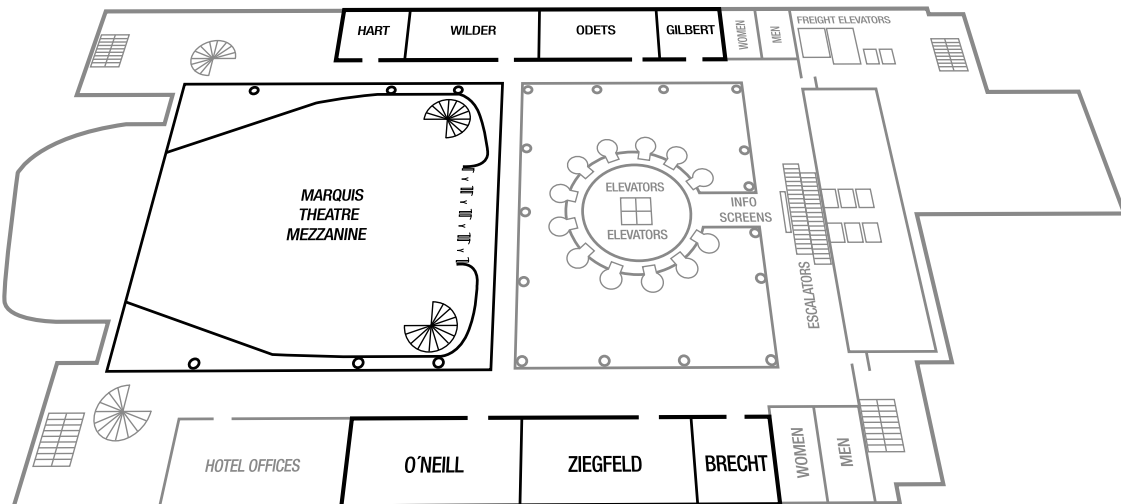 HART
WILDER
ODETS
GILBERT
WOMEN
MEN
FREIGHT ELEVATORS
MARQUIS
THEATRE
MEZZANINE
ELEVATORS
ELEVATORS
INFO
SCREENS
ESCALATORS
HOTEL OFFICES
O´NEILL
ZIEGFELD
BRECHT
WOMEN
MEN